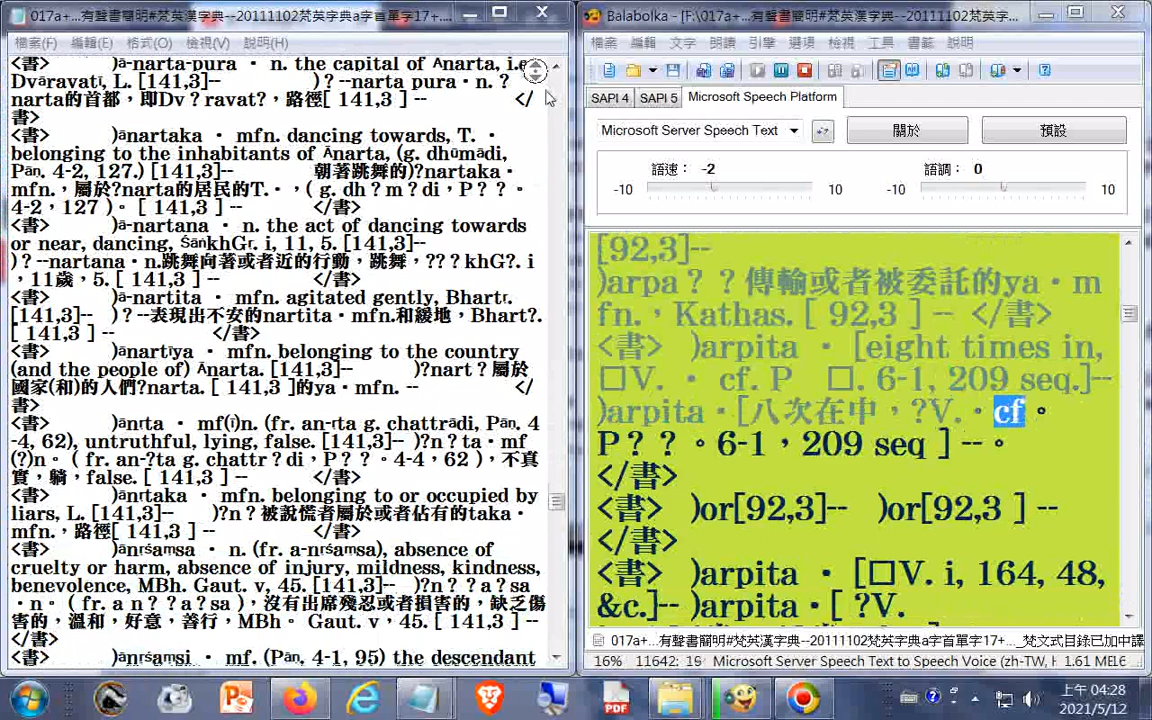 017a+...有聲書簡明#梵英漢字典--20111102梵英字典a字首單字17+...
檔案(F) 編輯(E) 格式(O) 檢視(V) 說明(H)
<書> )ā-narta-pura ・ n. the capital of Ānarta, i.e
Dvāravatī, L. [141,3]-- )？--narta pura・n. ?
narta的首都，即Dv？ravat?，路徑[ 141,3 ] -- </
書>
<書> )ānartaka ・ mfn. dancing towards, T. ・
belonging to the inhabitants of Ānarta, (g. dhūmādi,
Pāṇ. 4-2, 127.) [141,3]-- 朝著跳舞的)?nartaka・
mfn.，屬於?narta的居民的T.・，( g. dh？m？di，P？？。
4-2，127 )。[ 141,3 ] -- </書>
<書> )ā-nartana ・ n. the act of dancing towards
or near, dancing, ŚāṅkhGṛ. i, 11, 5. [141,3]--
)？--nartana・n.跳舞向著或者近的行動，跳舞，???khG?. i
，11歲，5. [ 141,3 ] -- </書>
<書> )ā-nartita ・ mfn. agitated gently, Bhartṛ.
[141,3]-- )？--表現出不安的nartita・mfn.和緩地，Bhart?.
[ 141,3 ] -- </書>
<書> )ānartīya ・ mfn. belonging to the country
(and the people of) Ānarta. [141,3]-- )?nart？屬於
國家(和)的人們?narta. [ 141,3 ]的ya・mfn. -- </
書>
<書> )ānṛta ・ mf(ī)n. (fr. an-ṛta g. chattrādi, Pāṇ. 4
-4, 62), untruthful, lying, false. [141,3]-- )?n？ta・mf
(?)n。( fr. an-?ta g. chattr？di，P？？。4-4，62 )，不真
實，躺，false. [ 141,3 ] -- </書>
<書> )ānṛtaka ・ mfn. belonging to or occupied by
liars, L. [141,3]-- )?n？被說慌者屬於或者佔有的taka・
mfn.，路徑[ 141,3 ] -- </書>
<書> )ānṛśaṃsa ・ n. (fr. a-nṛśaṃsa), absence of
cruelty or harm, absence of injury, mildness, kindness,
benevolence, MBh. Gaut. v, 45. [141,3]-- )?n？？a？sa
・n。( fr. a n？？a?sa )，沒有出席殘忍或者損害的，缺乏傷
害的，溫和，好意，善行，MBh。 Gaut. v，45. [ 141,3 ] --
</書>
<書> )ānṛśaṃsi ・ mf. (Pāṇ. 4-1, 95) the descendant
Balabolka - [F:\017a+...有聲書簡明#梵英漢字典--20111102梵英字...
檔案 編輯 文字 朗讀 引擎 選項 檢視 工具 書籤 說明
SAPI 4 SAPI 5 Microsoft Speech Platform
Microsoft Server Speech Text 關於 預設
語速： -2 語調： 0
-10 10 -10 10
[92,3]--
)arpa？？傳輸或者被委託的ya・m
fn.，Kathas. [ 92,3 ] -- </書>
<書> )arpita ・ [eight times in,
□V. ・ cf. P □. 6-1, 209 seq.]--
)arpita・[八次在中，?V.。cf。
P？？。6-1，209 seq ] --。
</書>
<書> )or[92,3]-- )or[92,3 ] --
</書>
<書> )arpita ・ [□V. i, 164, 48,
&c.]-- )arpita・[ ?V.
017a+...有聲書簡明#梵英漢字典--20111102梵英字典a字首單字17+..._梵文式目錄已加中譯
16% 11642: 19 Microsoft Server Speech Text to Speech Voice (zh-TW, H 1.61 MEL6
上午 04:28
2021/5/12